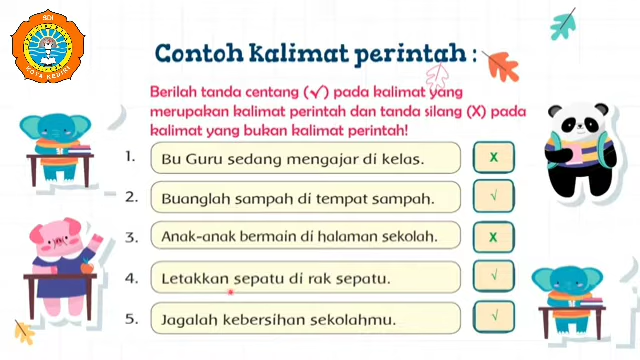 SDI
KOTA KEDIRI
Contoh kalimat perintah :
Berilah tanda centang (✓) pada kalimat yang
merupakan kalimat perintah dan tanda silang (X) pada
kalimat yang bukan kalimat perintah!
1. Bu Guru sedang mengajar di kelas. X
2. Buanglah sampah di tempat sampah. √
3. Anak-anak bermain di halaman sekolah. X
4. Letakkan sepatu di rak sepatu. √
5. Jagalah kebersihan sekolahmu. √